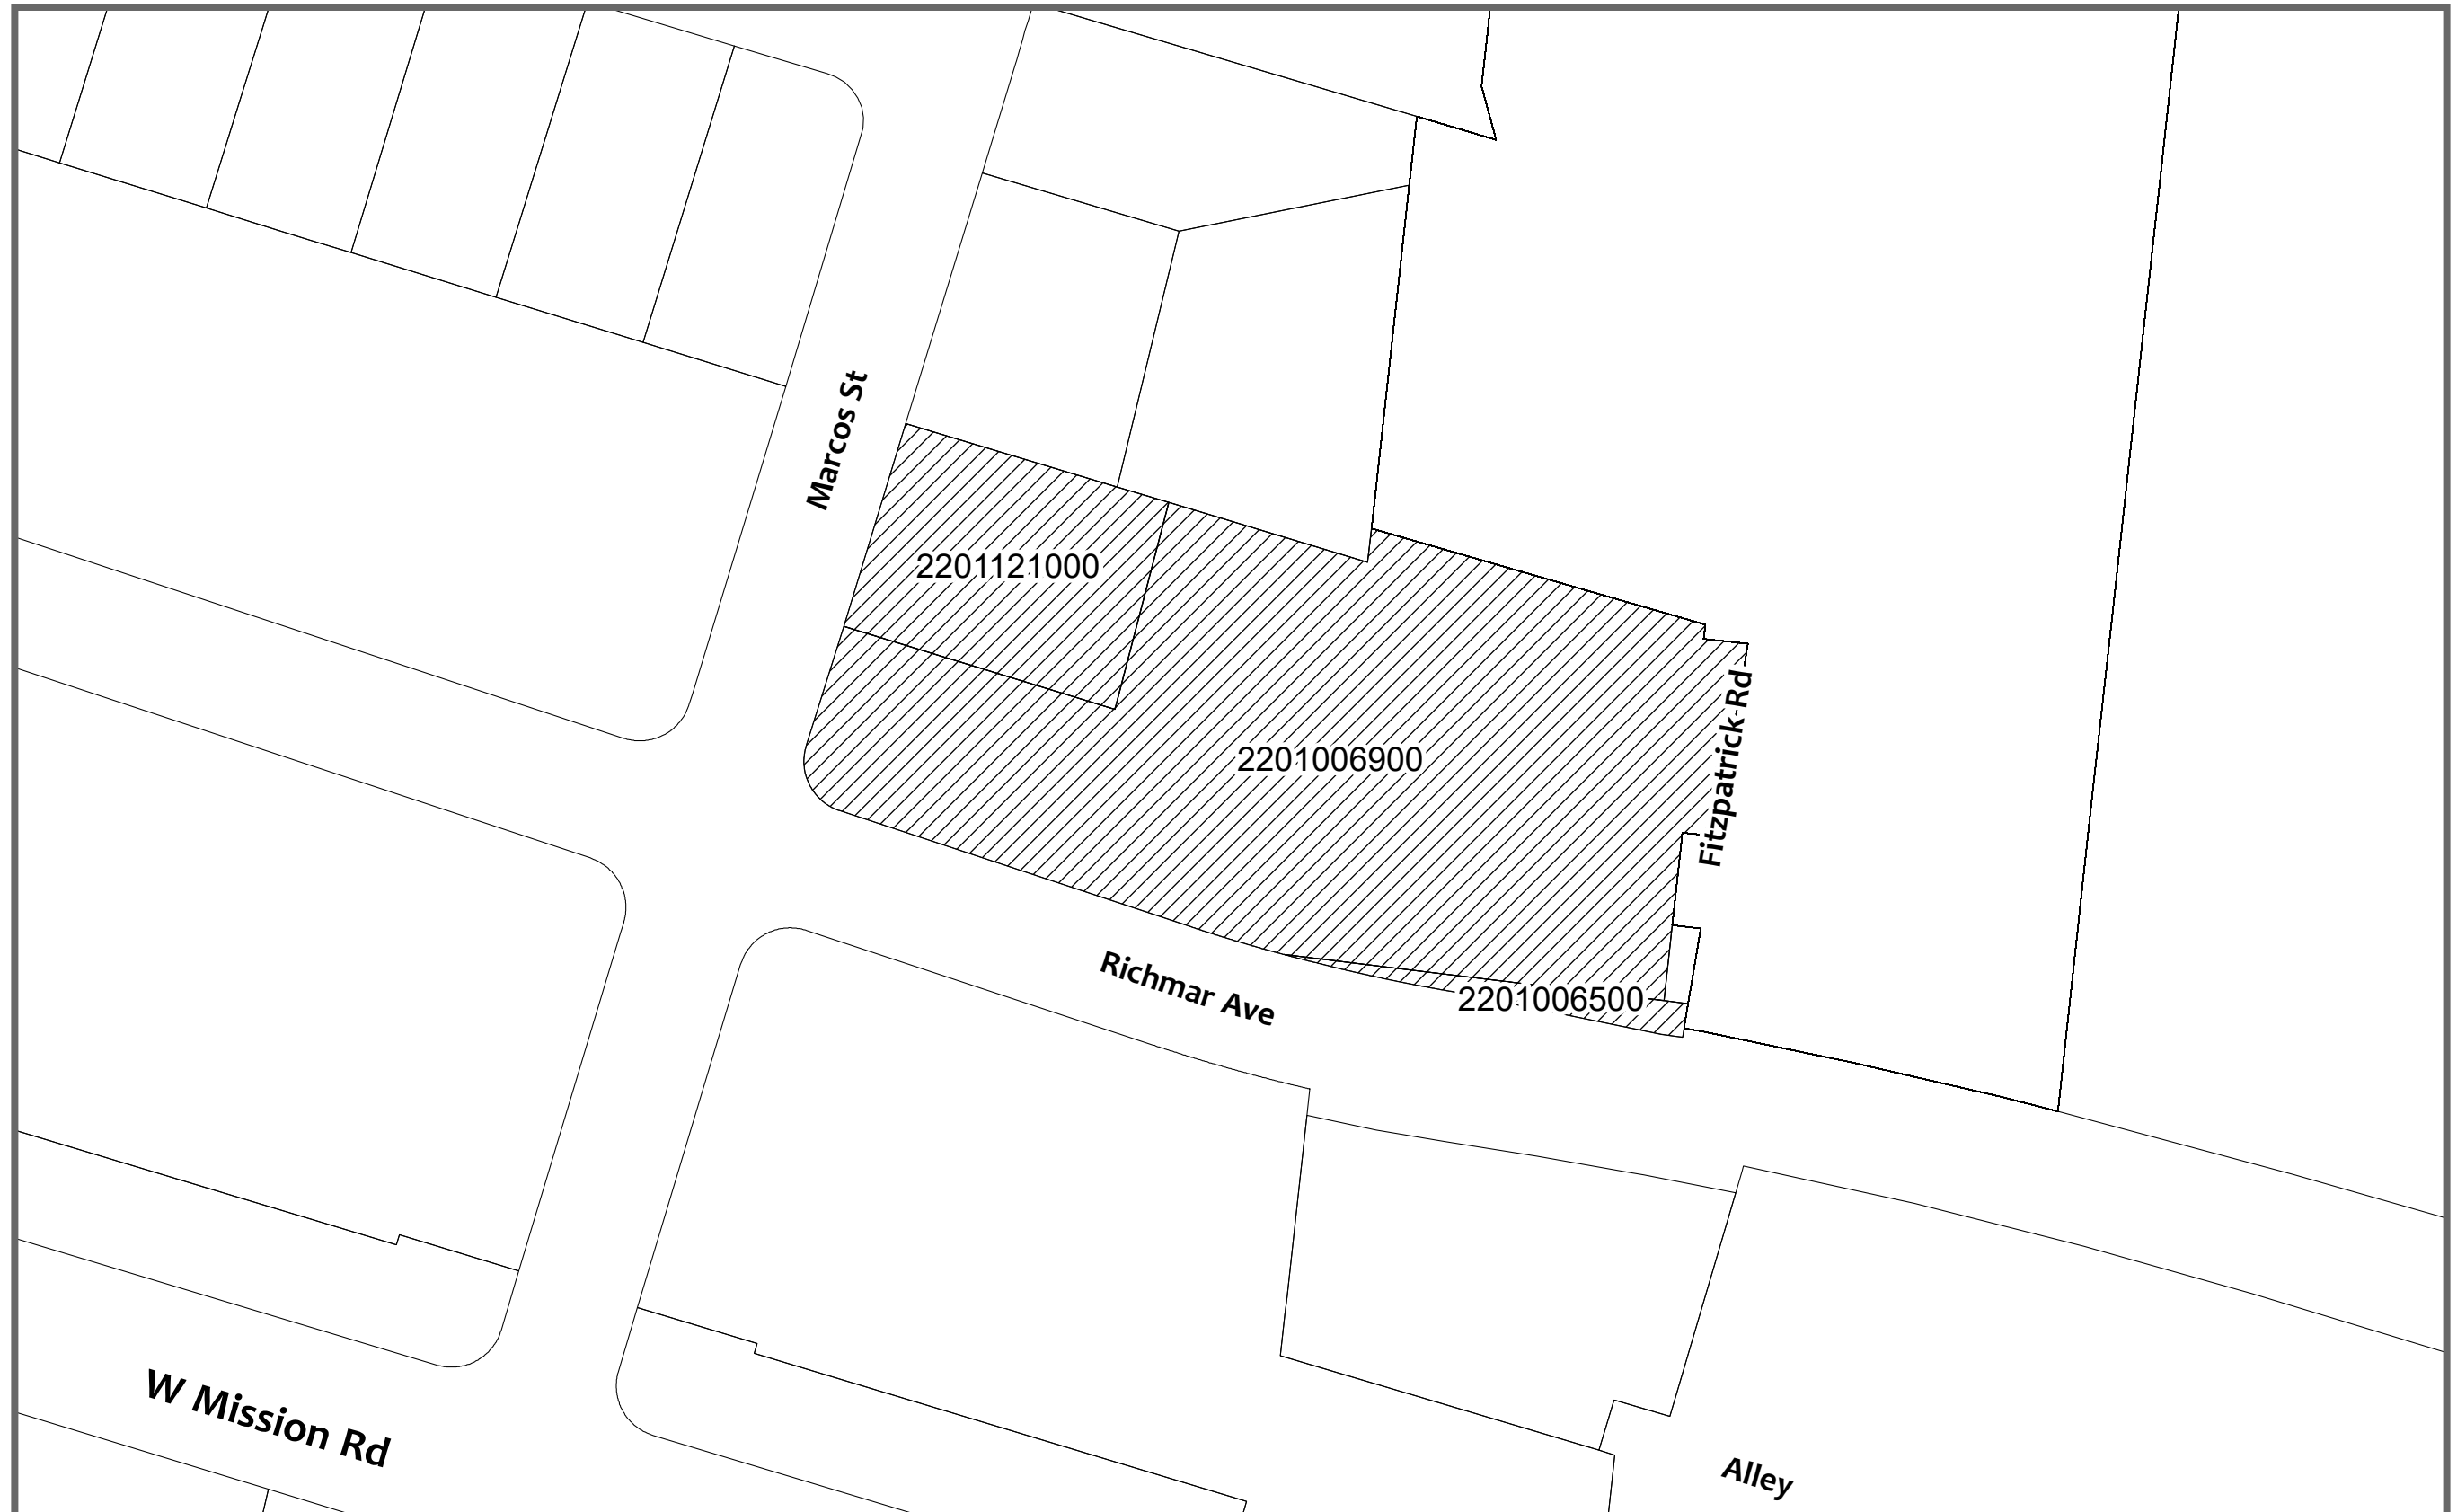 Marcos St
2201121000
2201006900
Fitzpatrick Rd
Richmar Ave
2201006500
W Mission Rd
Alley